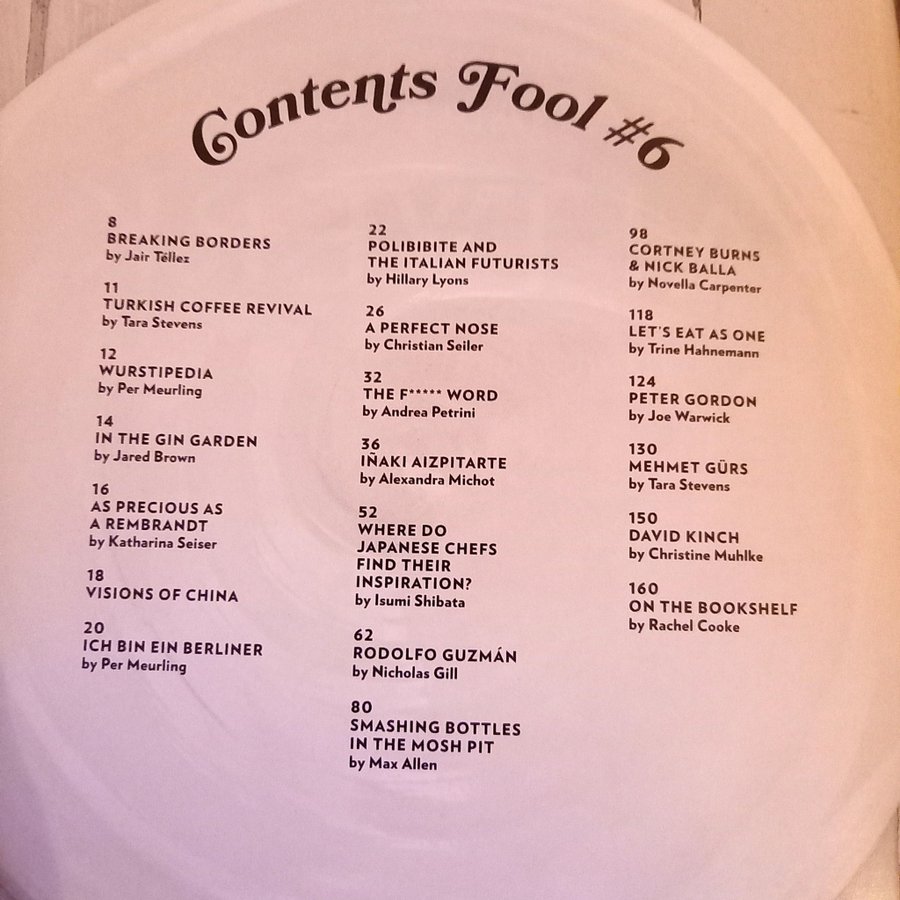 Contents Fool #6
8
BREAKING BORDERS
by Jair Téllez
11
TURKISH COFFEE REVIVAL
by Tara Stevens
12
WURSTIPEDIA
by Per Meurling
14
IN THE GIN GARDEN
by Jared Brown
16
AS PRECIOUS AS
A REMBRANDT
by Katharina Seiser
18
VISIONS OF CHINA
20
ICH BIN EIN BERLINER
by Per Meurling
22
POLIBIBITE AND
THE ITALIAN FUTURISTS
by Hillary Lyons
26
A PERFECT NOSE
by Christian Seiler
32
THE F***** WORD
by Andrea Petrini
36
IÑAKI AIZPITARTE
by Alexandra Michot
52
WHERE DO
JAPANESE CHEFS
FIND THEIR
INSPIRATION?
by Isumi Shibata
62
RODOLFO GUZMÁN
by Nicholas Gill
80
SMASHING BOTTLES
IN THE MOSH PIT
by Max Allen
98
CORTNEY BURNS
& NICK BALLA
by Novella Carpenter
118
LET'S EAT AS ONE
by Trine Hahnemann
124
PETER GORDON
by Joe Warwick
130
MEHMET GÜRS
by Tara Stevens
150
DAVID KINCH
by Christine Muhlke
160
ON THE BOOKSHELF
by Rachel Cooke